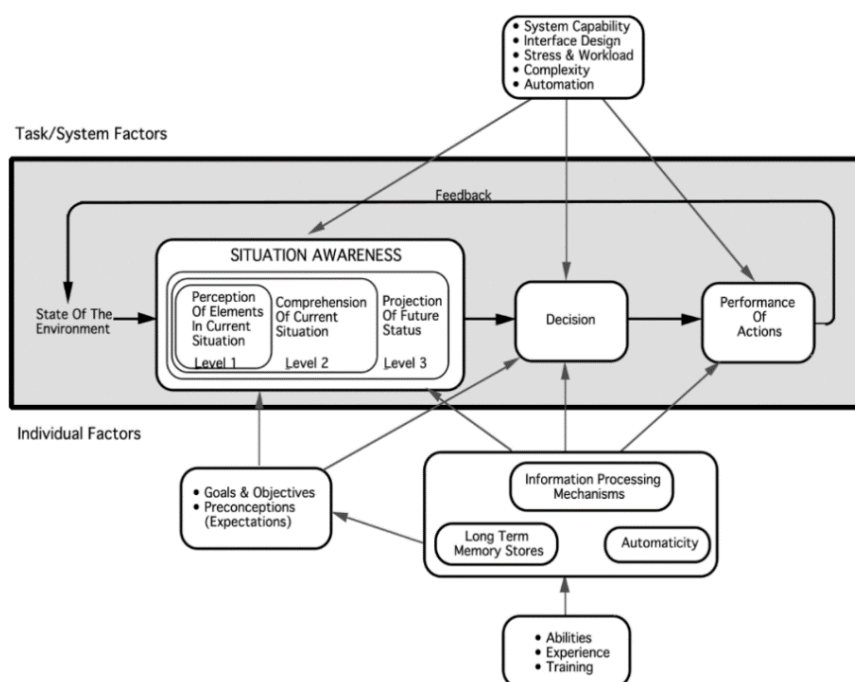 • System Capability
• Interface Design
• Stress & Workload
• Complexity
• Automation
Task/System Factors
Feedback
SITUATION AWARENESS
Perception
Of Elements
In Current
Situation
Level 1
Comprehension
Of Current
Situation
Level 2
Projection
Of Future
Status
Level 3
State Of The
Environment
Decision
Performance
Of
Actions
Individual Factors
• Goals & Objectives
• Preconceptions
(Expectations)
Information Processing
Mechanisms
Long Term
Memory Stores
Automaticity
• Abilities
• Experience
• Training